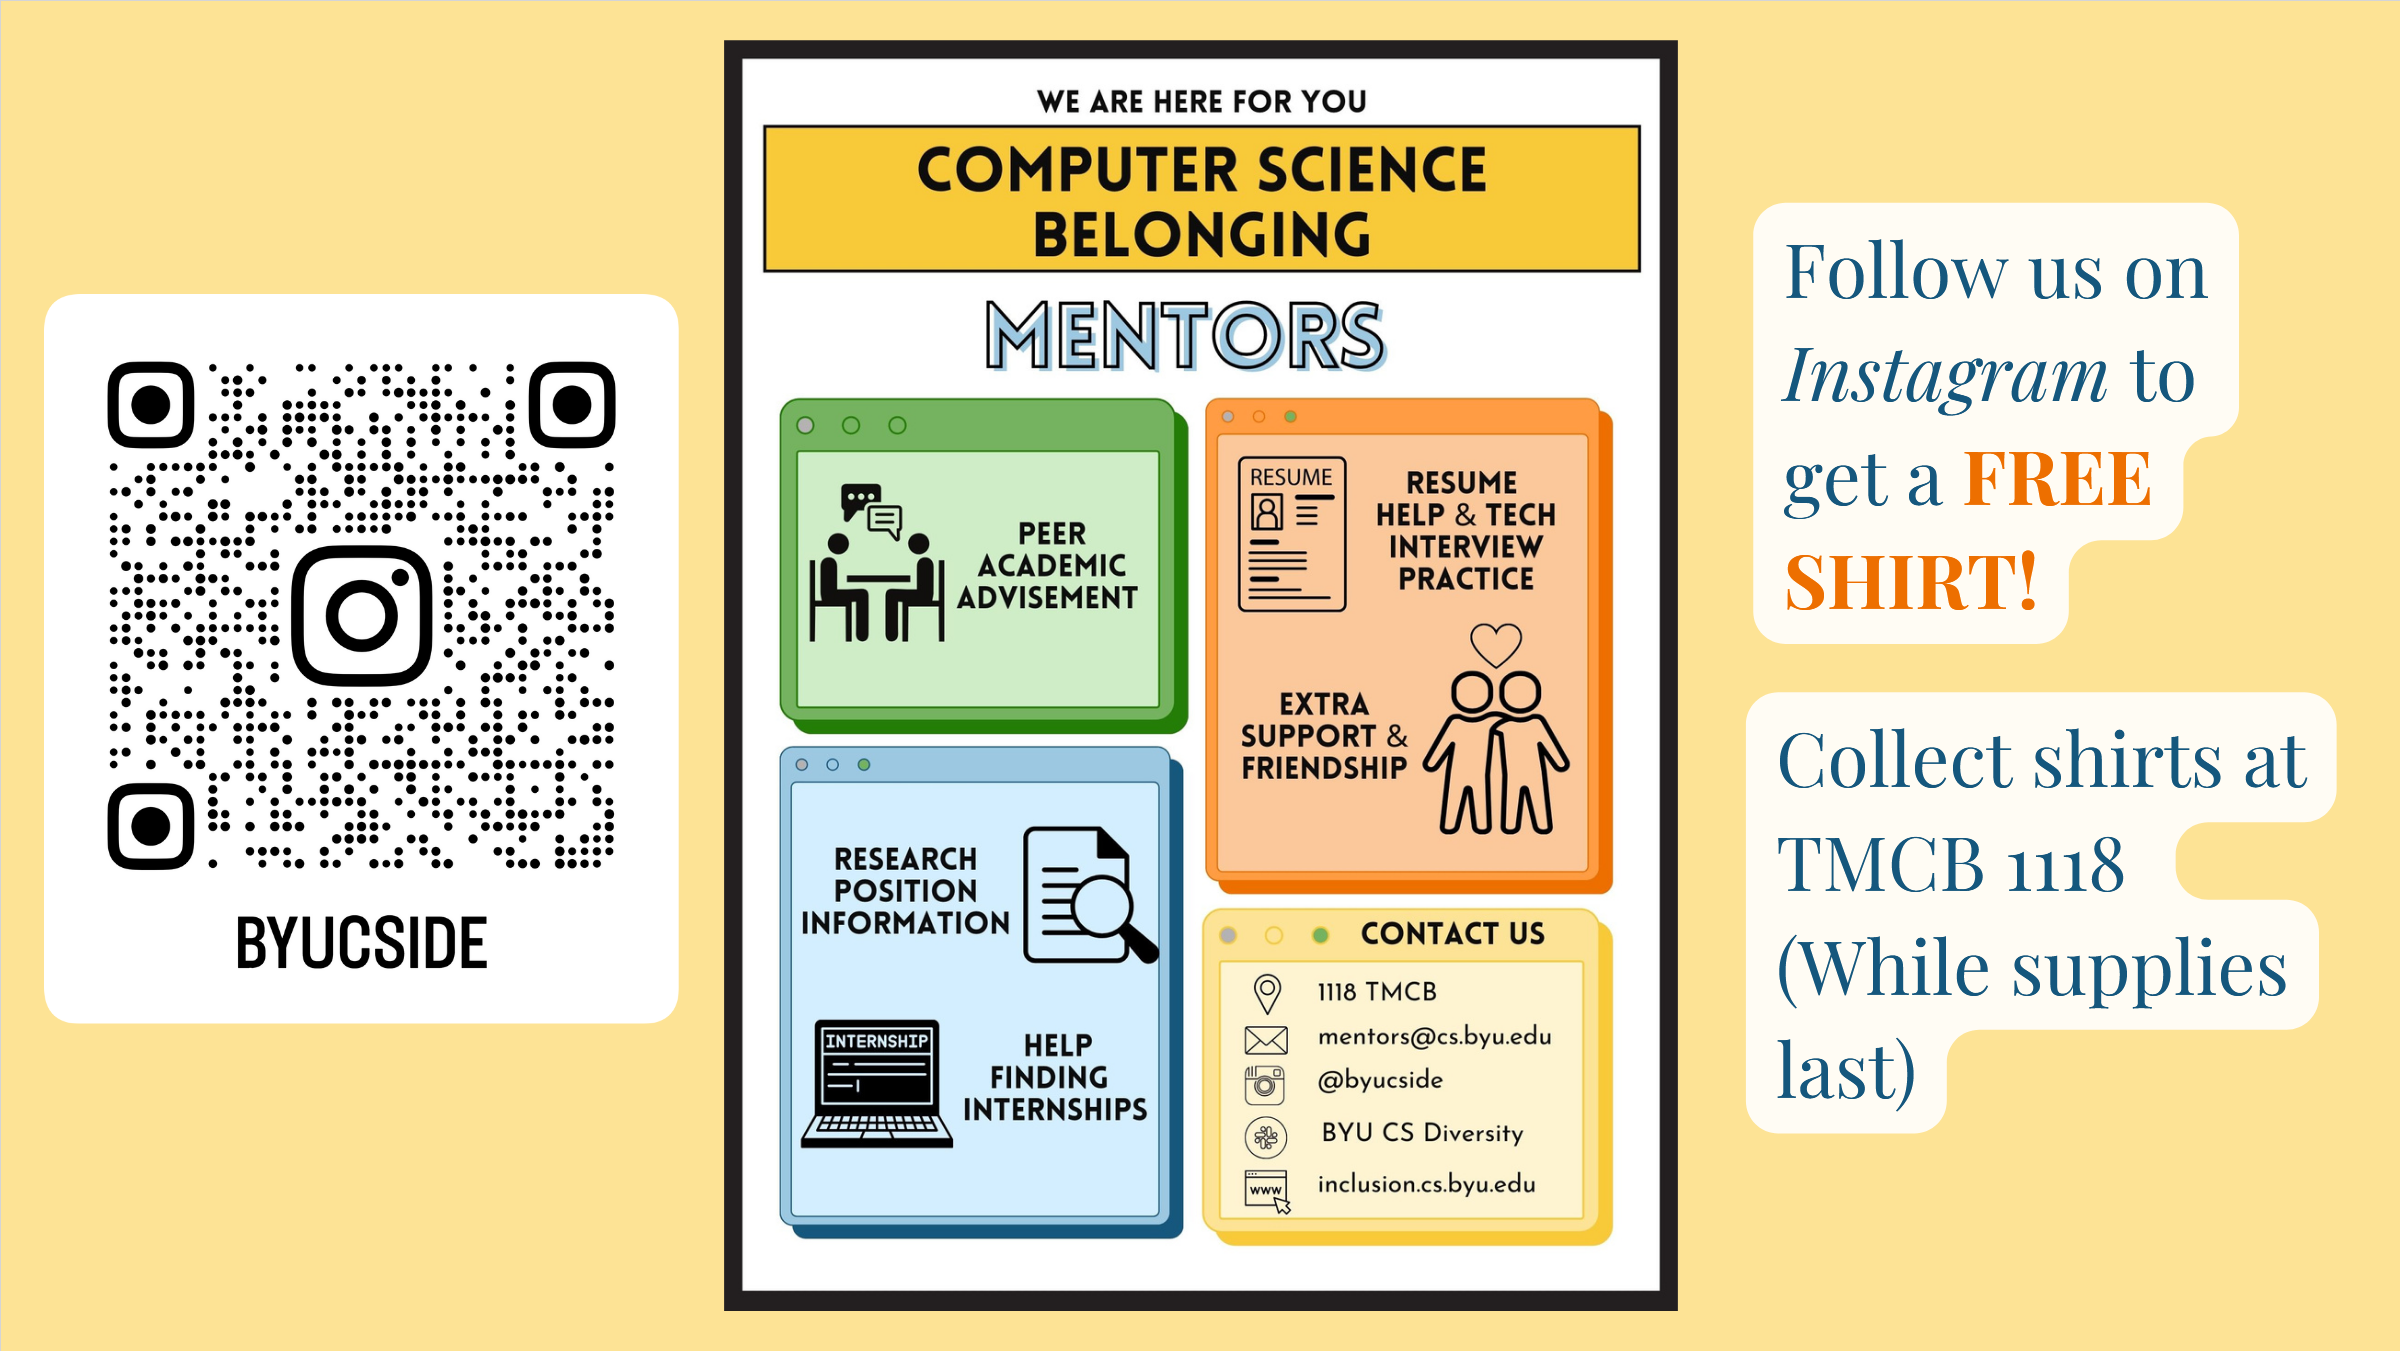 BYUCSIDE
WE ARE HERE FOR YOU
COMPUTER SCIENCE
BELONGING
MENTORS
PEER
ACADEMIC
ADVISEMENT
RESUME
RESUME
HELP & TECH
INTERVIEW
PRACTICE
EXTRA
SUPPORT &
FRIENDSHIP
RESEARCH
POSITION
INFORMATION
INTERNSHIP
HELP
FINDING
INTERNSHIPS
CONTACT US
1118 TMCB
mentors@cs.byu.edu
@byucside
BYU CS Diversity
www
inclusion.cs.byu.edu
Follow us on
Instagram to
get a FREE
SHIRT!
Collect shirts at
TMCB 1118
(While supplies
last)